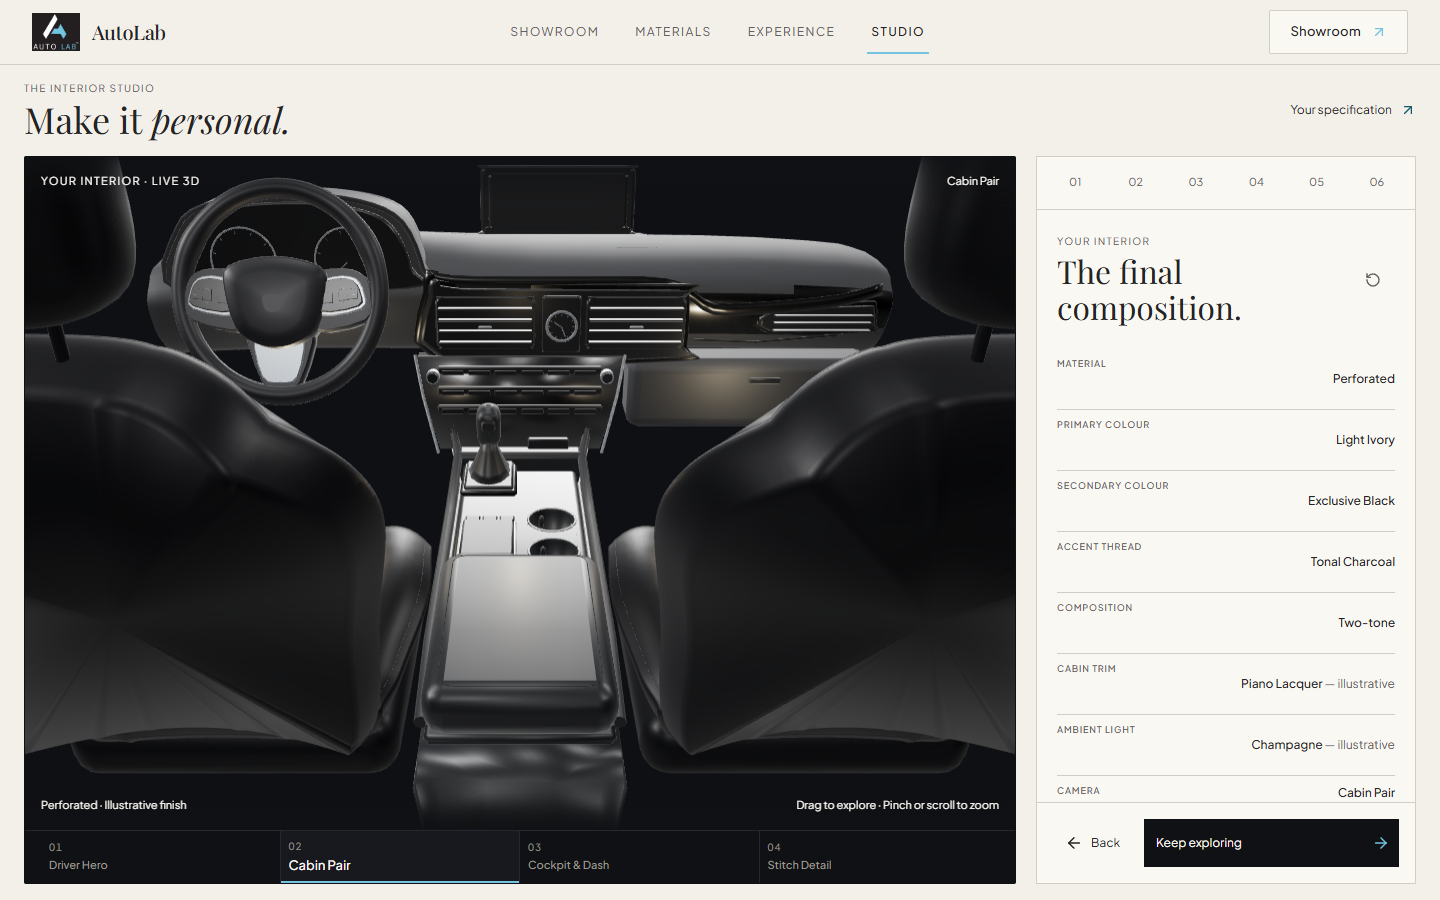 AUTO LAB
AutoLab
SHOWROOM
MATERIALS
EXPERIENCE
STUDIO
Showroom
THE INTERIOR STUDIO
Make it personal.
Your specification
YOUR INTERIOR · LIVE 3D
Cabin Pair
Perforated · Illustrative finish
Drag to explore · Pinch or scroll to zoom
01
Driver Hero
02
Cabin Pair
03
Cockpit & Dash
04
Stitch Detail
01
02
03
04
05
06
YOUR INTERIOR
The final
composition.
MATERIAL
Perforated
PRIMARY COLOUR
Light Ivory
SECONDARY COLOUR
Exclusive Black
ACCENT THREAD
Tonal Charcoal
COMPOSITION
Two-tone
CABIN TRIM
Piano Lacquer — illustrative
AMBIENT LIGHT
Champagne — illustrative
CAMERA
Cabin Pair
Back
Keep exploring